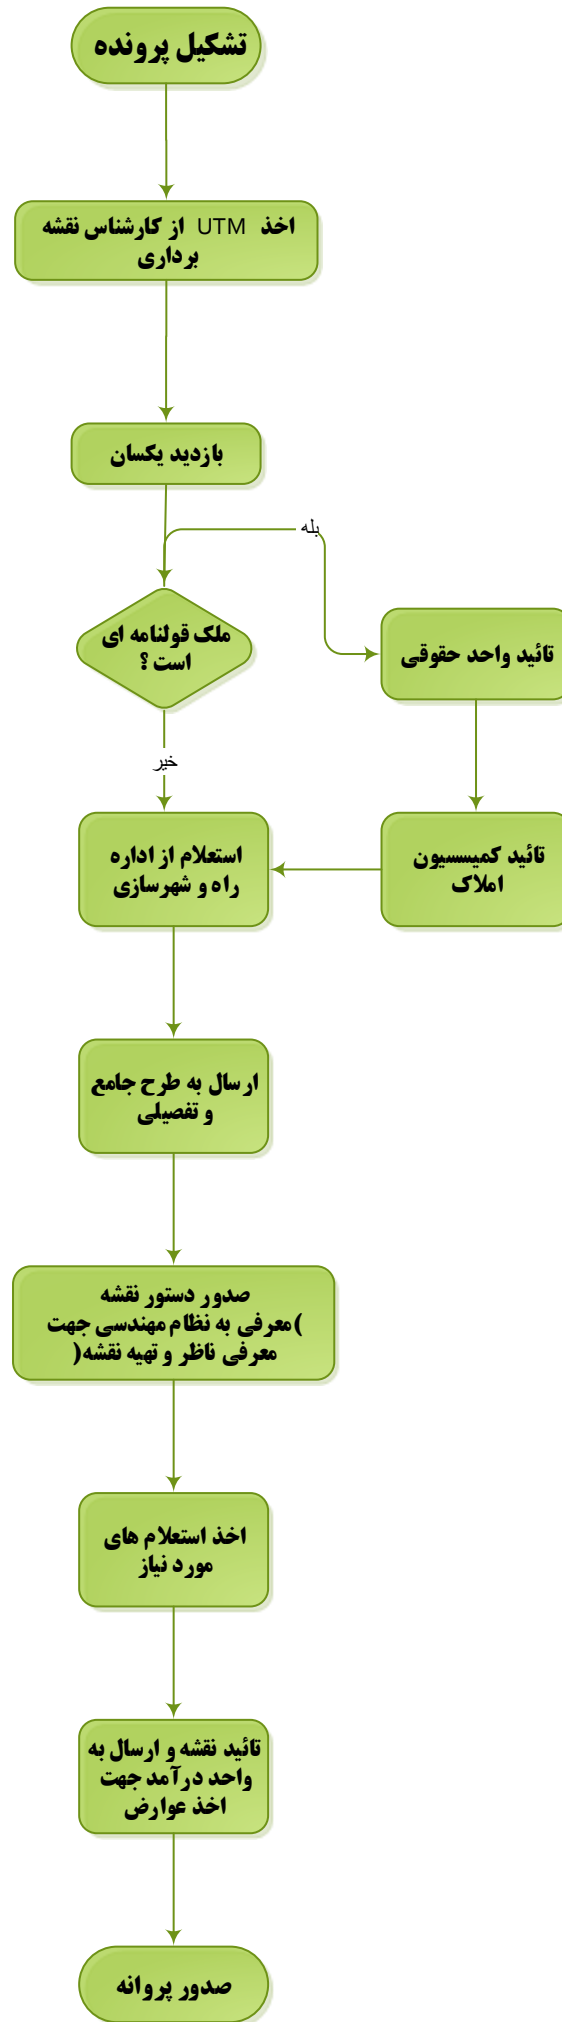 تشکیل پرونده
اخذ UTM از کارشناس نقشه
برداری
بازدید یکسان
بله
ملک قولنامه ای
است ؟
تائید واحد حقوقی
خیر
استعلام از اداره
راه و شهرسازی
تائید کمیسسیون
املاک
ارسال به طرح جامع
و تفصیلی
صدور دستور نقشه
)معرفی به نظام مهندسی جهت
معرفی ناظر و تهیه نقشه(
اخذ استعلام های
مورد نیاز
تائید نقشه و ارسال به
واحد درآمد جهت
اخذ عوارض
صدور پروانه